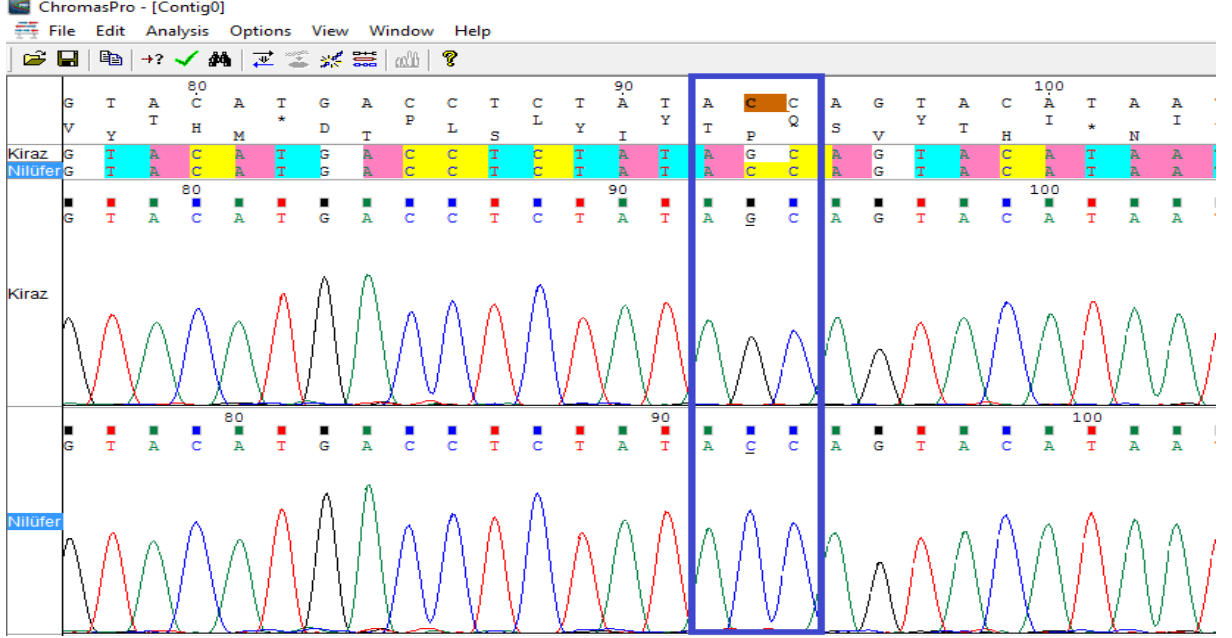 ChromasPro - [Contig0]
File Edit Analysis Options View Window Help
80 90 100
G T A C A T G A C C T C T A T A C C A G T A C A T A A
V Y T H M * D T P L S L Y I Y T P Q S V Y T H I * N I
Kiraz G T A C A T G A C C T C T A T A G C A G T A C A T A A
Nilüfer G T A C A T G A C C T C T A T A C C A G T A C A T A A
80 90 100
G T A C A T G A C C T C T A T A G C A G T A C A T A A
Kiraz
80 90 100
G T A C A T G A C C T C T A T A C C A G T A C A T A A
Nilüfer